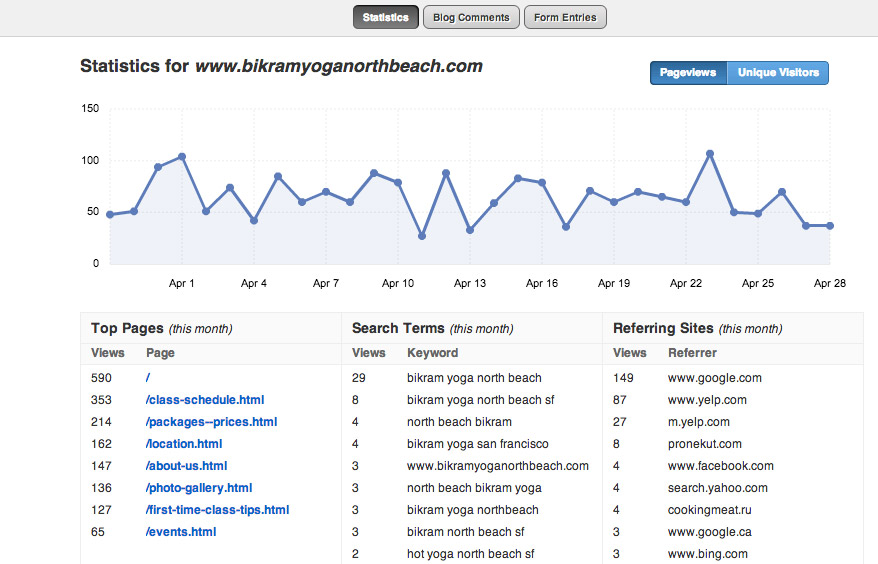 Statistics Blog Comments Form Entries
Statistics for www.bikramyoganorthbeach.com
Pageviews Unique Visitors
150
100
50
0
Apr 1 Apr 4 Apr 7 Apr 10 Apr 13 Apr 16 Apr 19 Apr 22 Apr 25 Apr 28
Top Pages (this month)
Views Page
590 /
353 /class-schedule.html
214 /packages--prices.html
162 /location.html
147 /about-us.html
136 /photo-gallery.html
127 /first-time-class-tips.html
65 /events.html
Search Terms (this month)
Views Keyword
29 bikram yoga north beach
8 bikram yoga north beach sf
4 north beach bikram
4 bikram yoga san francisco
3 www.bikramyoganorthbeach.com
3 north beach bikram yoga
3 bikram yoga northbeach
3 bikram north beach sf
2 hot yoga north beach sf
Referring Sites (this month)
Views Referrer
149 www.google.com
87 www.yelp.com
27 m.yelp.com
8 pronekut.com
4 www.facebook.com
4 search.yahoo.com
4 cookingmeat.ru
3 www.google.ca
3 www.bing.com